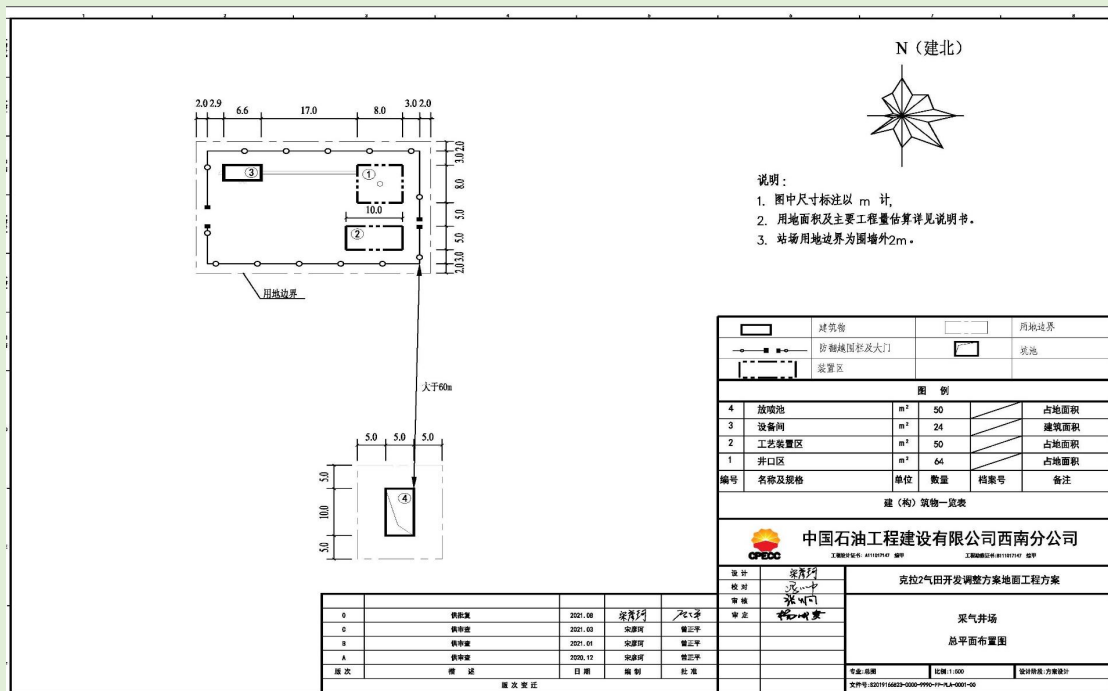 N（建北）
2.0 2.9 6.6 17.0 8.0 3.0 2.0
2.0
3.0
8.0
5.0
5.0
3.0
2.0
③
①
10.0
②
用地边界
大于60m
5.0 5.0 5.0
5.0
10.0
5.0
④
说明：
1. 图中尺寸标注以 m 计,
2. 用地面积及主要工程量估算详见说明书。
3. 站场用地边界为围墙外2m。
建筑物 用地边界
防翻越围栏及大门 坑池
装置区
图 例
4 放喷池 m² 50 占地面积
3 设备间 m² 24 建筑面积
2 工艺装置区 m² 50 占地面积
1 井口区 m² 64 占地面积
编号 名称及规格 单位 数量 档案号 备注
建（构）筑物一览表
CPECC
中国石油工程建设有限公司西南分公司
设 计
校 对
审 核
审 定
克拉2气田开发调整方案地面工程方案
采气井场
总平面布置图
专业:总图 比例:1:500 设计阶段:方案设计
0 供批复 2021.08
C 供审查 2021.03 宋彦珂 曾正平
B 供审查 2021.01 宋彦珂 曾正平
A 供审查 2020.12 宋彦珂 曾正平
版 次 描 述 日 期 编 制 批 准
版 次 变 迁